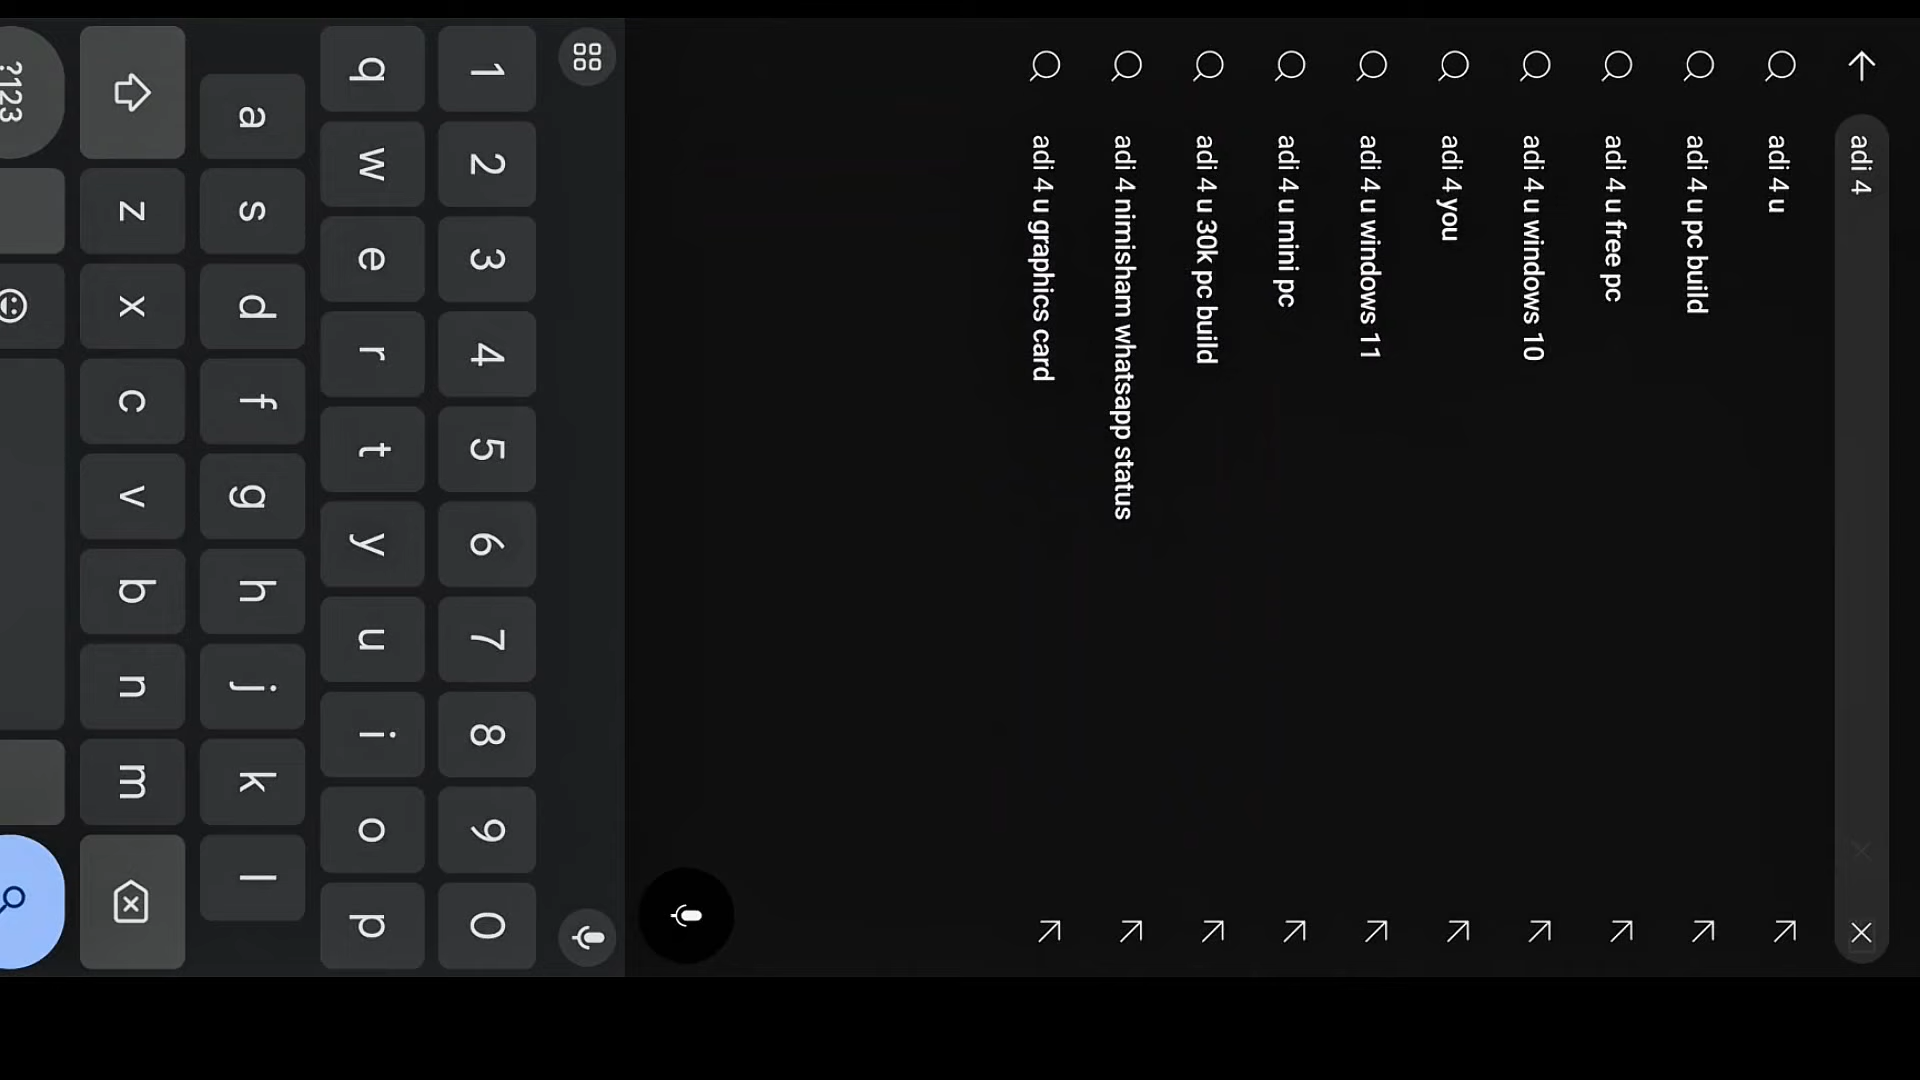 adi 4
adi 4 u
adi 4 u pc build
adi 4 u free pc
adi 4 u windows 10
adi 4 you
adi 4 u windows 11
adi 4 u mini pc
adi 4 u 30k pc build
adi 4 nimisham whatsapp status
adi 4 u graphics card
1 2 3 4 5 6 7 8 9 0
q w e r t y u i o p
a s d f g h j k l
z x c v b n m
?123